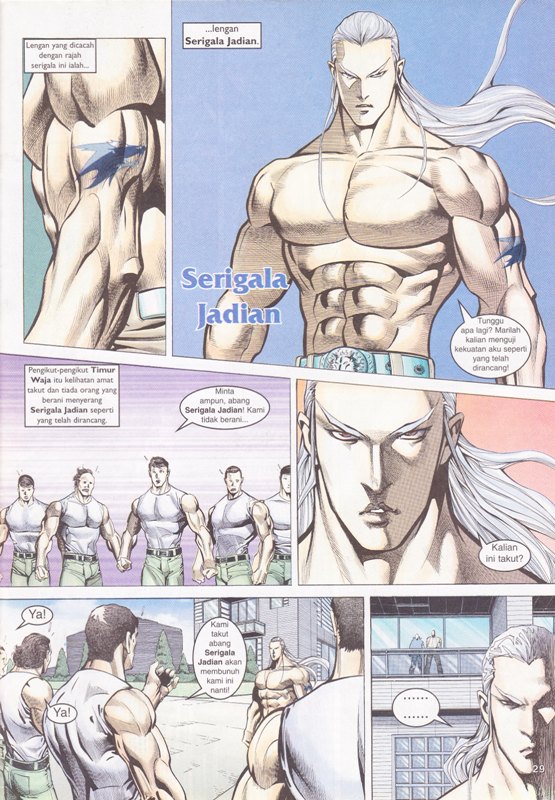 Lengan yang dicacah
dengan rajah
serigala ini ialah...
...lengan
Serigala Jadian.
Serigala
Jadian
Tunggu
apa lagi? Marilah
kalian menguji
kekuatan aku seperti
yang telah
dirancang!
Pengikut-pengikut Timur
Waja itu kelihatan amat
takut dan tiada orang yang
berani menyerang
Serigala Jadian seperti
yang telah dirancang.
Minta
ampun, abang
Serigala Jadian! Kami
tidak berani...
Kalian
ini takut?
Ya!
Ya!
Kami
takut
abang
Serigala
Jadian akan
membunuh
kami ini
nanti!
......
......
29